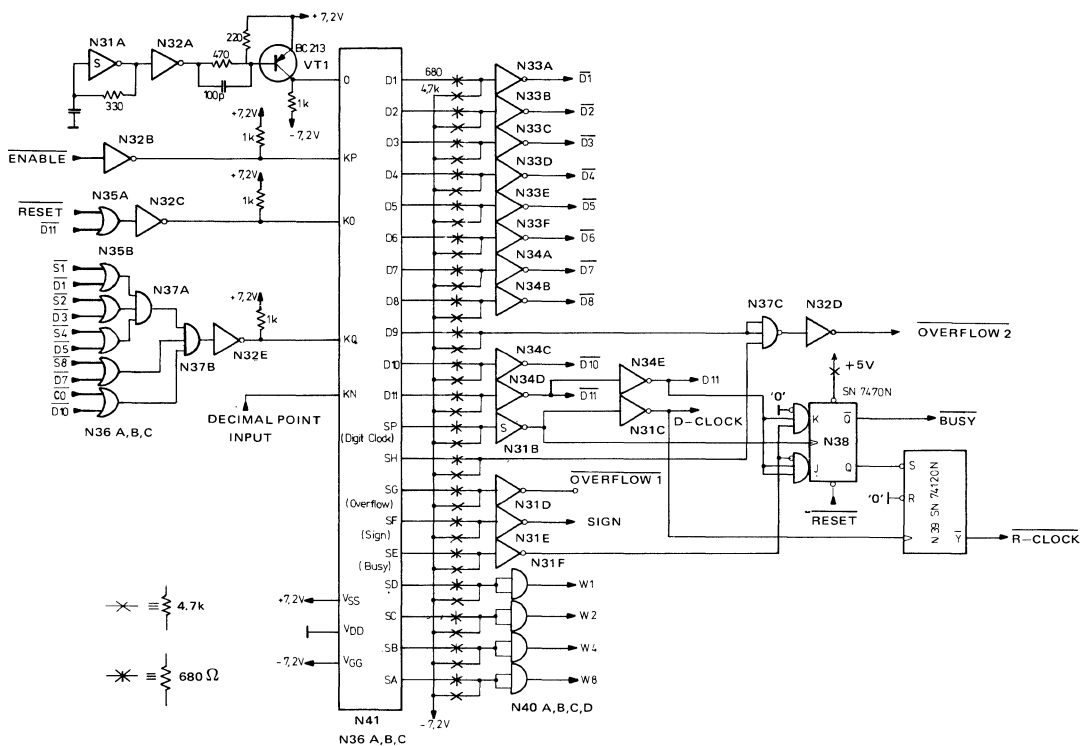 +7,2V
220
N31A
N32A
BC 213
470
VT1
S
100p
330
1k
-7,2V
+7,2V
N32B
1k
ENABLE
+7,2V
N35A
N32C
1k
RESET
D11
N35B
S1
D1
N37A
S2
D3
+7,2V
1k
S4
D5
N32E
S8
D7
N37B
C0
D10
N36 A,B,C
DECIMAL POINT
INPUT
O
KP
KO
KQ
KN
D1
D2
D3
D4
D5
D6
D7
D8
D9
D10
D11
SP
(Digit Clock)
SH
SG
(Overflow)
SF
(Sign)
SE
(Busy)
SD
SC
SB
SA
+7,2V
VSS
VDD
-7,2V
VGG
N41
N36 A,B,C
680
4,7k
N33A
D1
N33B
D2
N33C
D3
N33D
D4
N33E
D5
N33F
D6
N34A
D7
N34B
D8
N37C
N32D
OVERFLOW 2
N34C
D10
N34E
D11
N34D
D11
S
N31B
N31C
D-CLOCK
+5V
SN 7470N
'0'
K
Q
BUSY
N38
J
Q
RESET
S
'0'
R
N39 SN 74120N
Y
R-CLOCK
OVERFLOW 1
N31D
SIGN
N31E
N31F
W1
W2
W4
W8
N40 A,B,C,D
-7,2V
≡ 4.7k
≡ 680 Ω